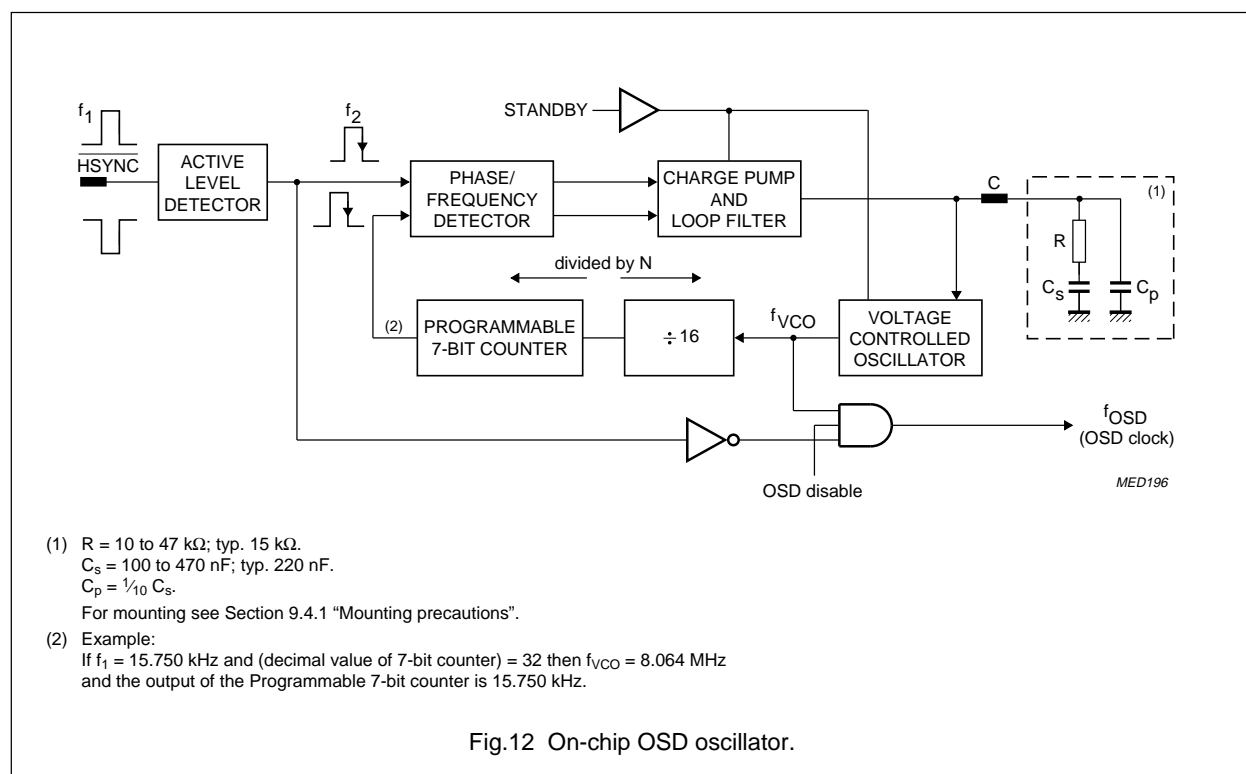 f1
HSYNC
ACTIVE
LEVEL
DETECTOR
f2
STANDBY
PHASE/
FREQUENCY
DETECTOR
CHARGE PUMP
AND
LOOP FILTER
C
(1)
R
Cs
Cp
divided by N
(2)
PROGRAMMABLE
7-BIT COUNTER
÷ 16
fVCO
VOLTAGE
CONTROLLED
OSCILLATOR
fOSD
(OSD clock)
OSD disable
MED196
(1) R = 10 to 47 kΩ; typ. 15 kΩ.
Cs = 100 to 470 nF; typ. 220 nF.
Cp = 1⁄10 Cs.
For mounting see Section 9.4.1 “Mounting precautions”.
(2) Example:
If f1 = 15.750 kHz and (decimal value of 7-bit counter) = 32 then fVCO = 8.064 MHz
and the output of the Programmable 7-bit counter is 15.750 kHz.
Fig.12 On-chip OSD oscillator.